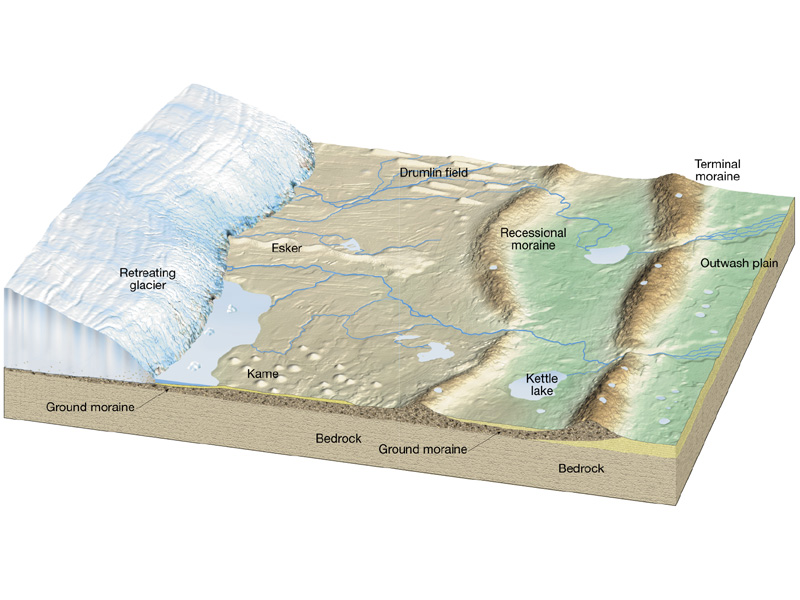 Terminal
moraine
Drumlin field
Recessional
moraine
Esker
Outwash plain
Retreating
glacier
Kame
Kettle
lake
Ground moraine
Bedrock
Ground moraine
Bedrock